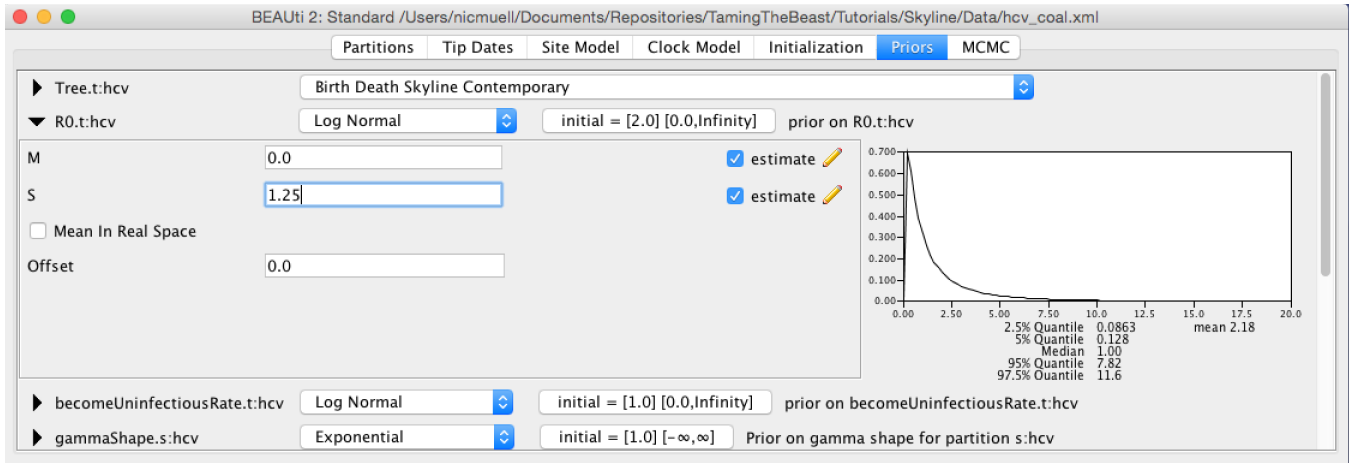 BEAUti 2: Standard /Users/nicmuell/Documents/Repositories/TamingTheBeast/Tutorials/Skyline/Data/hcv_coal.xml
Partitions Tip Dates Site Model Clock Model Initialization Priors MCMC
Tree.t:hcv Birth Death Skyline Contemporary
R0.t:hcv Log Normal initial = [2.0] [0.0,Infinity] prior on R0.t:hcv
M 0.0 estimate
S 1.25 estimate
Mean In Real Space
Offset 0.0
0.700
0.600
0.500
0.400
0.300
0.200
0.100
0.00
0.00 2.50 5.00 7.50 10.0 12.5 15.0 17.5 20.0
2.5% Quantile 0.0863 mean 2.18
5% Quantile 0.128
Median 1.00
95% Quantile 7.82
97.5% Quantile 11.6
becomeUninfectiousRate.t:hcv Log Normal initial = [1.0] [0.0,Infinity] prior on becomeUninfectiousRate.t:hcv
gammaShape.s:hcv Exponential initial = [1.0] [-∞,∞] Prior on gamma shape for partition s:hcv